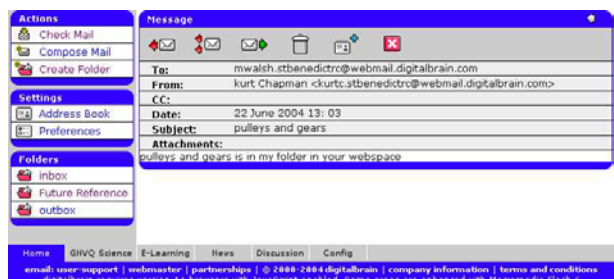 Actions
Check Mail
Compose Mail
Create Folder
Settings
Address Book
Preferences
Folders
inbox
Future Reference
outbox
Message
To: mwalsh.stbenedictrc@webmail.digitalbrain.com
From: kurt Chapman <kurtc.stbenedictrc@webmail.digitalbrain.com>
CC:
Date: 22 June 2004 13: 03
Subject: pulleys and gears
Attachments:
pulleys and gears is in my folder in your webspace
Home GNVQ Science E-Learning News Discussion Config
email: user-support | webmaster | partnerships | © 2000-2004 digitalbrain | company information | terms and conditions